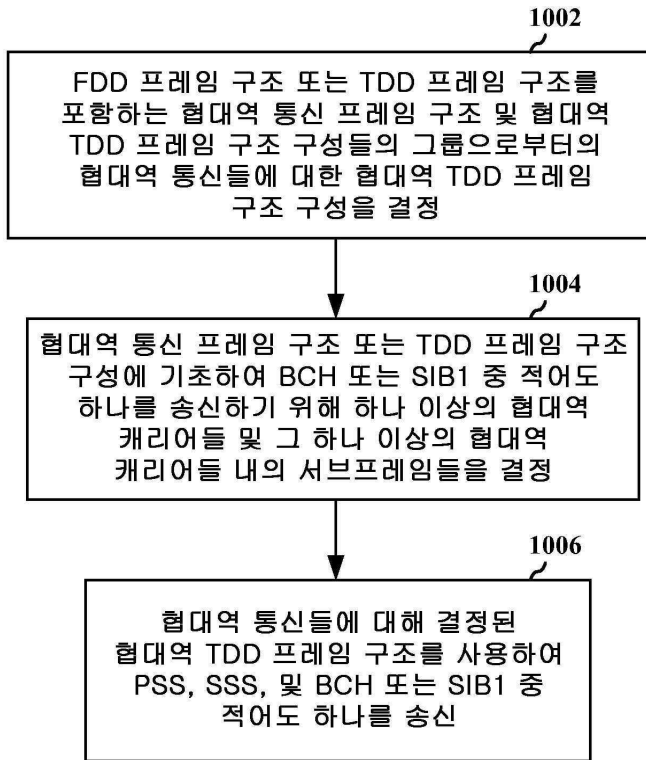 1002
FDD 프레임 구조 또는 TDD 프레임 구조를
포함하는 협대역 통신 프레임 구조 및 협대역
TDD 프레임 구조 구성들의 그룹으로부터의
협대역 통신들에 대한 협대역 TDD 프레임
구조 구성을 결정
1004
협대역 통신 프레임 구조 또는 TDD 프레임 구조
구성에 기초하여 BCH 또는 SIB1 중 적어도
하나를 송신하기 위해 하나 이상의 협대역
캐리어들 및 그 하나 이상의 협대역
캐리어들 내의 서브프레임들을 결정
1006
협대역 통신들에 대해 결정된
협대역 TDD 프레임 구조를 사용하여
PSS, SSS, 및 BCH 또는 SIB1 중
적어도 하나를 송신